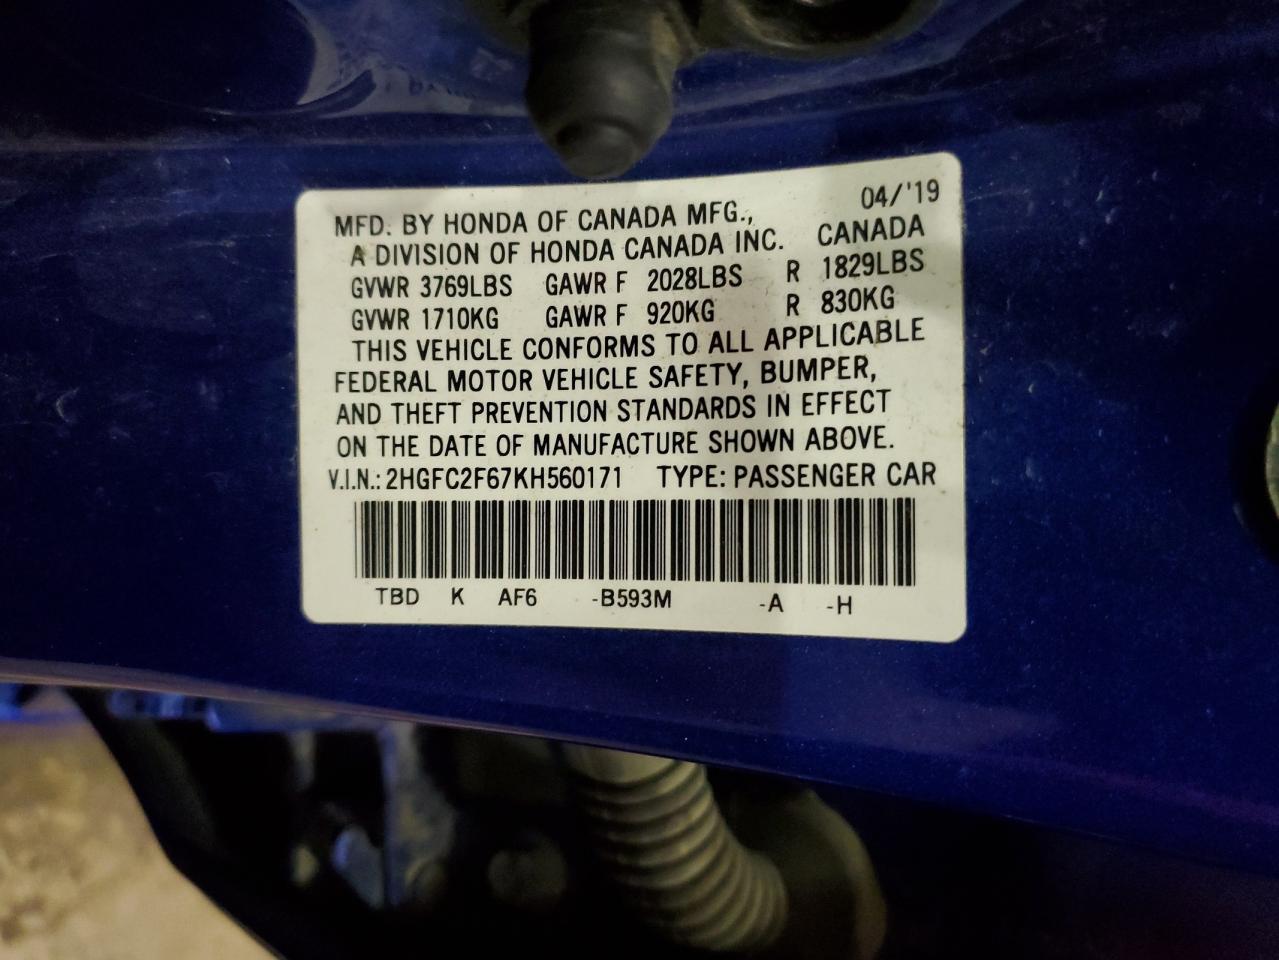 04/'19
MFD. BY HONDA OF CANADA MFG.,
A DIVISION OF HONDA CANADA INC. CANADA
GVWR 3769LBS GAWR F 2028LBS R 1829LBS
GVWR 1710KG GAWR F 920KG R 830KG
THIS VEHICLE CONFORMS TO ALL APPLICABLE
FEDERAL MOTOR VEHICLE SAFETY, BUMPER,
AND THEFT PREVENTION STANDARDS IN EFFECT
ON THE DATE OF MANUFACTURE SHOWN ABOVE.
V.I.N.: 2HGFC2F67KH560171 TYPE: PASSENGER CAR
TBD K AF6 -B593M -A -H